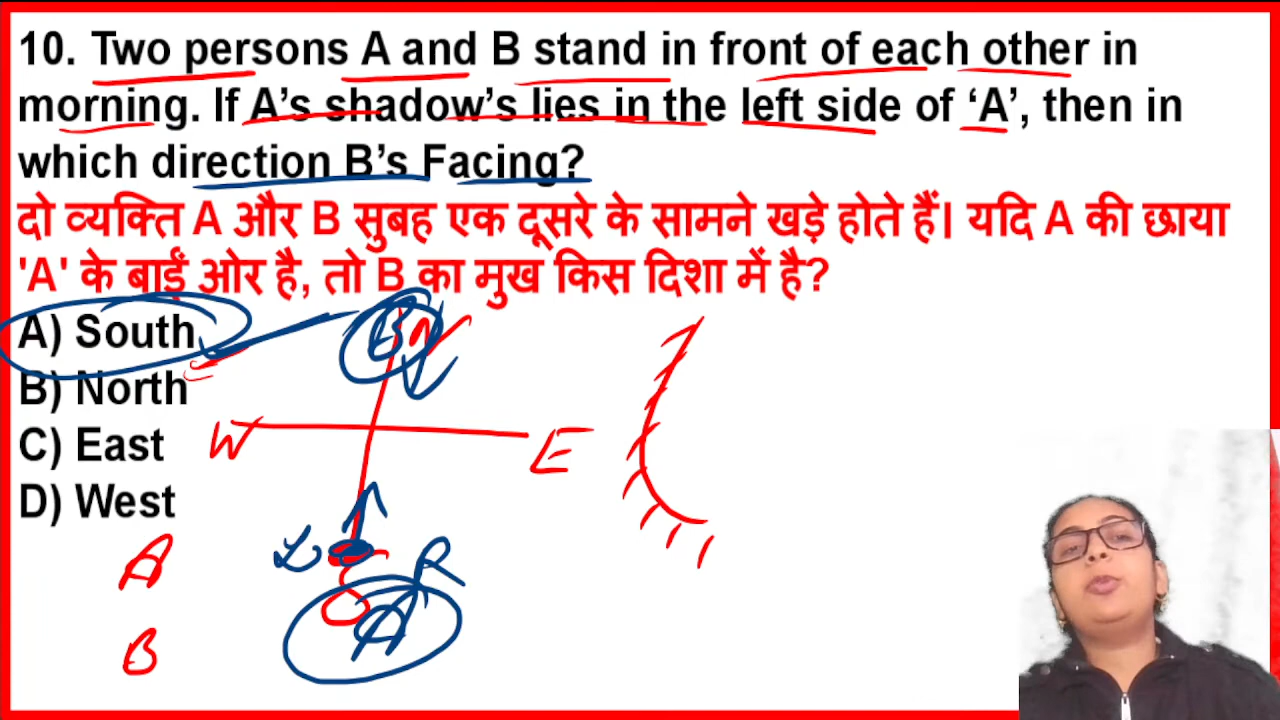 10. Two persons A and B stand in front of each other in
morning. If A's shadow's lies in the left side of ‘A’, then in
which direction B's Facing?
दो व्यक्ति A और B सुबह एक दूसरे के सामने खड़े होते हैं। यदि A की छाया
'A' के बाईं ओर है, तो B का मुख किस दिशा में है?
A) South
B) North
C) East
D) West
B
W
E
L
R
A
A
B